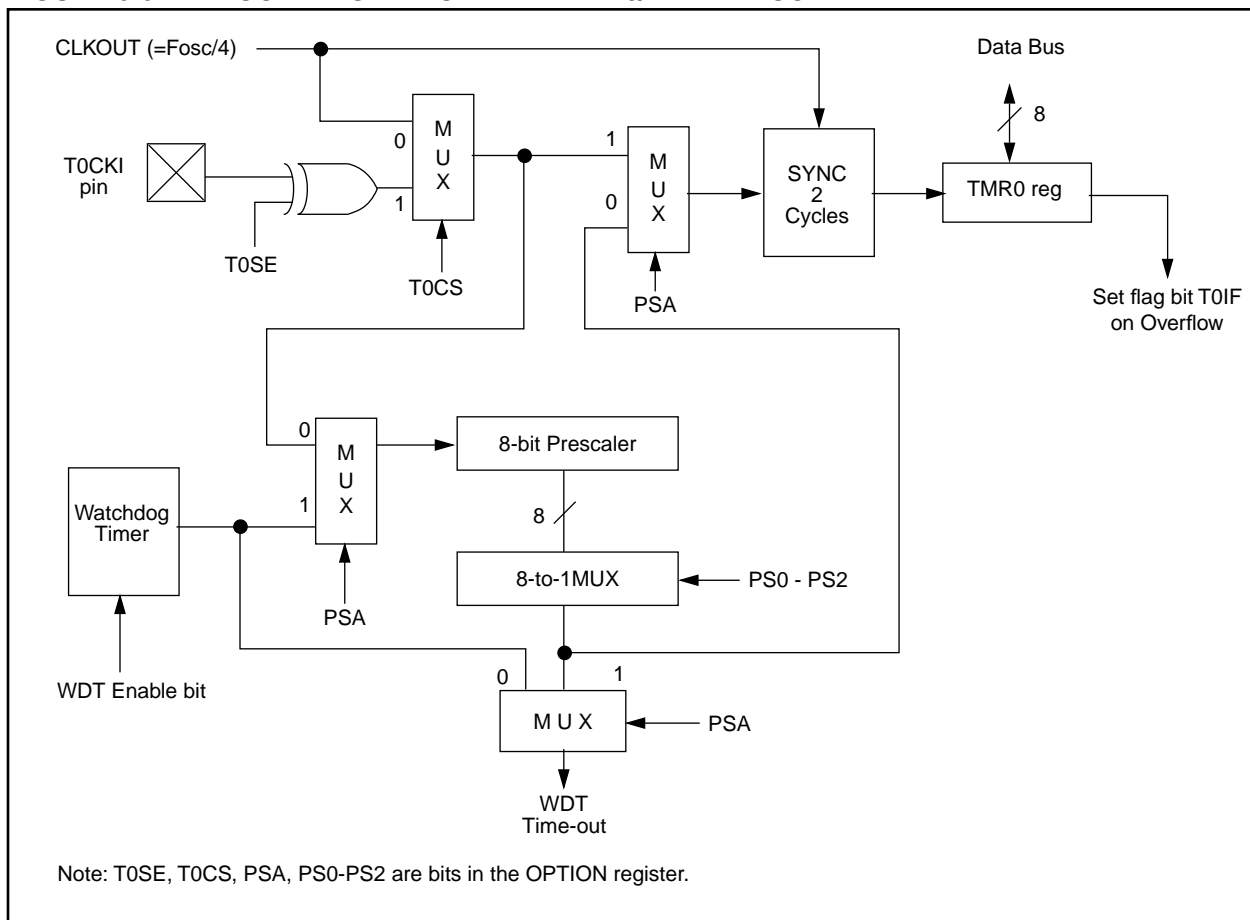 CLKOUT (=Fosc/4)
Data Bus
8
T0CKI
pin
T0SE
0
1
M
U
X
T0CS
1
0
M
U
X
PSA
SYNC
2
Cycles
TMR0 reg
Set flag bit T0IF
on Overflow
0
1
M
U
X
PSA
8-bit Prescaler
8
8-to-1MUX
PS0 - PS2
Watchdog
Timer
WDT Enable bit
0
1
M U X
PSA
WDT
Time-out
Note: T0SE, T0CS, PSA, PS0-PS2 are bits in the OPTION register.